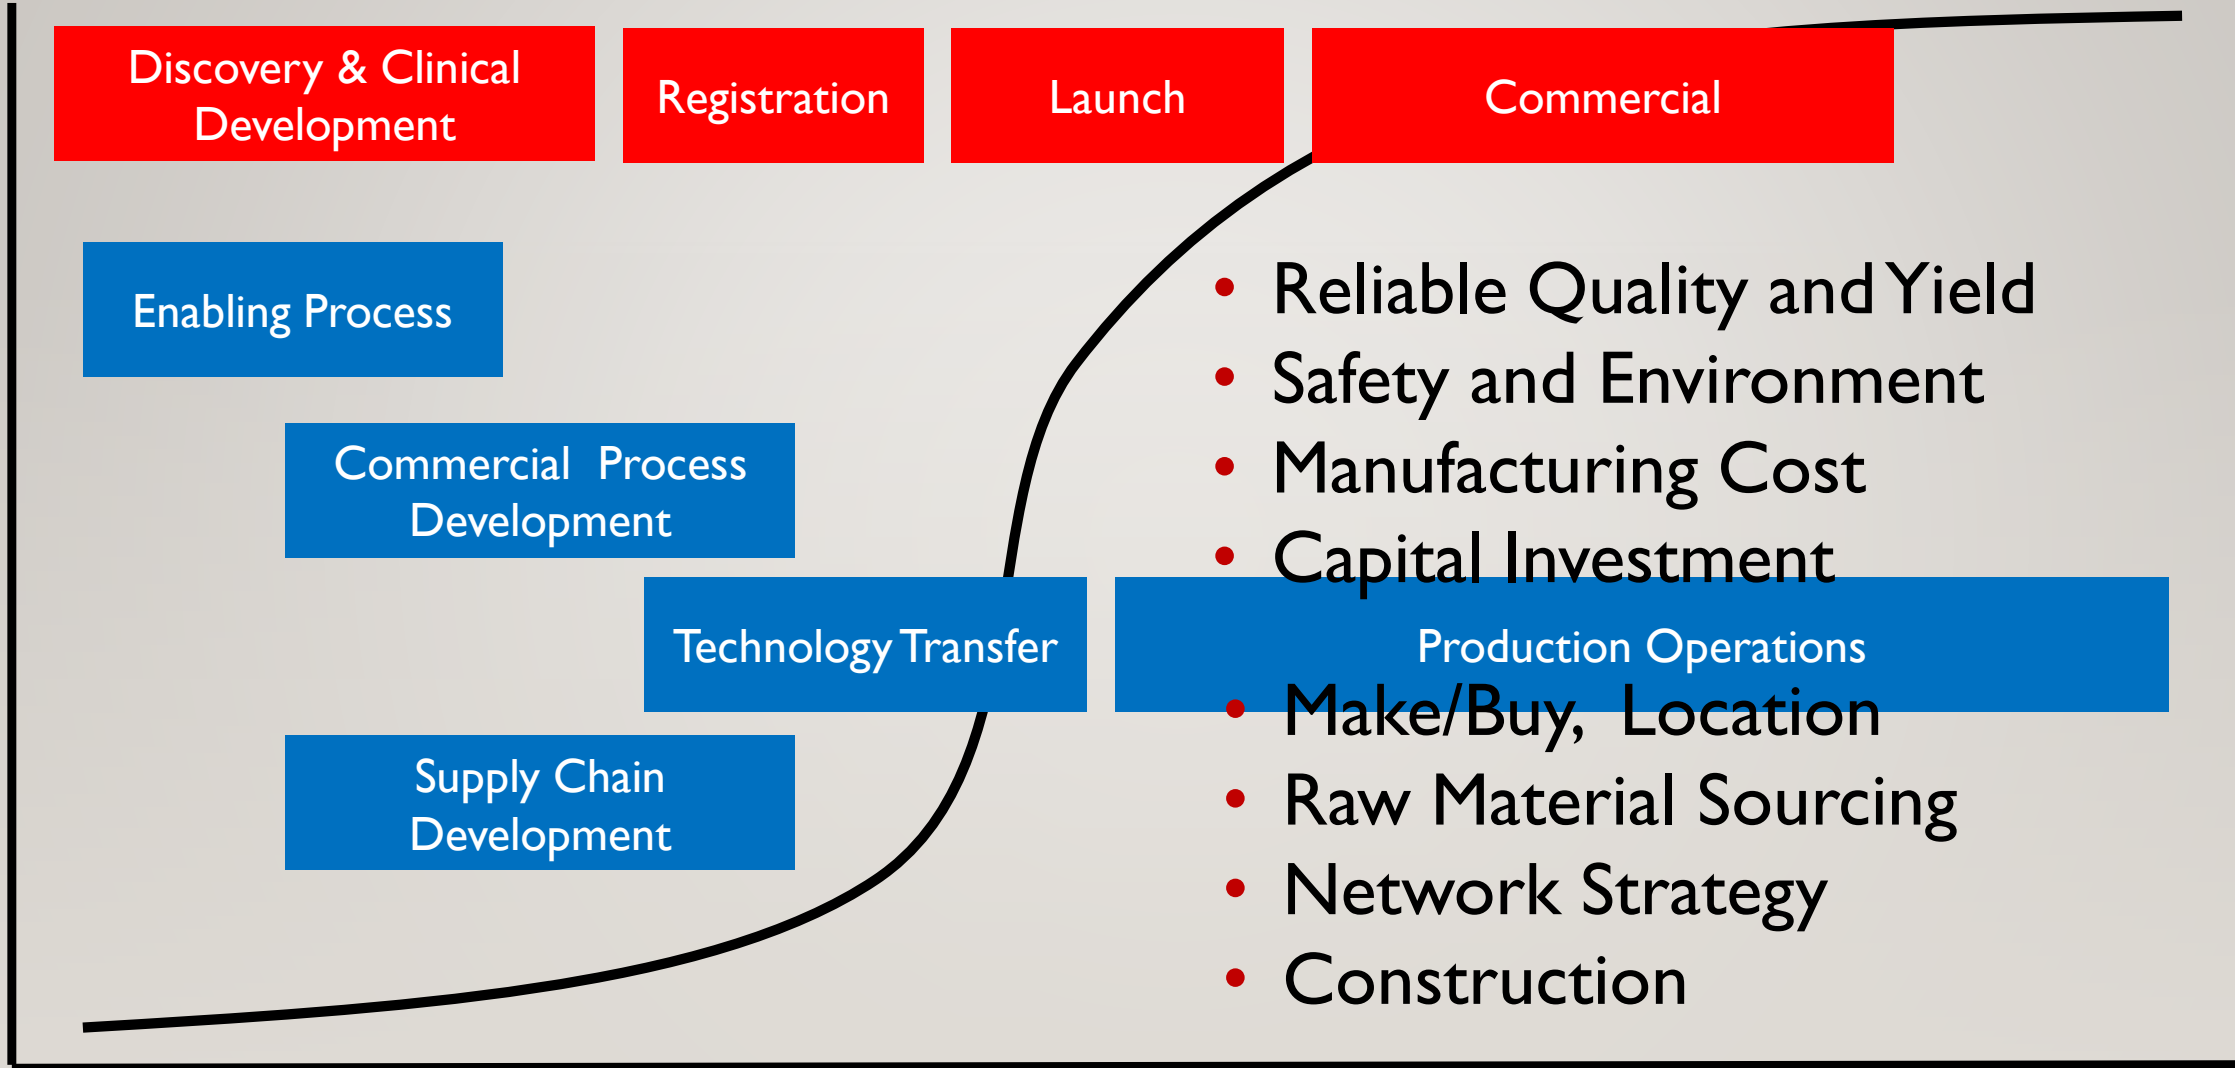 Discovery & Clinical
Development
Registration
Launch
Commercial
Enabling Process
Commercial  Process
Development
Technology Transfer
Production Operations
Supply Chain
Development
• Reliable Quality and Yield
• Safety and Environment
• Manufacturing Cost
• Capital Investment
• Make/Buy,  Location
• Raw Material Sourcing
• Network Strategy
• Construction